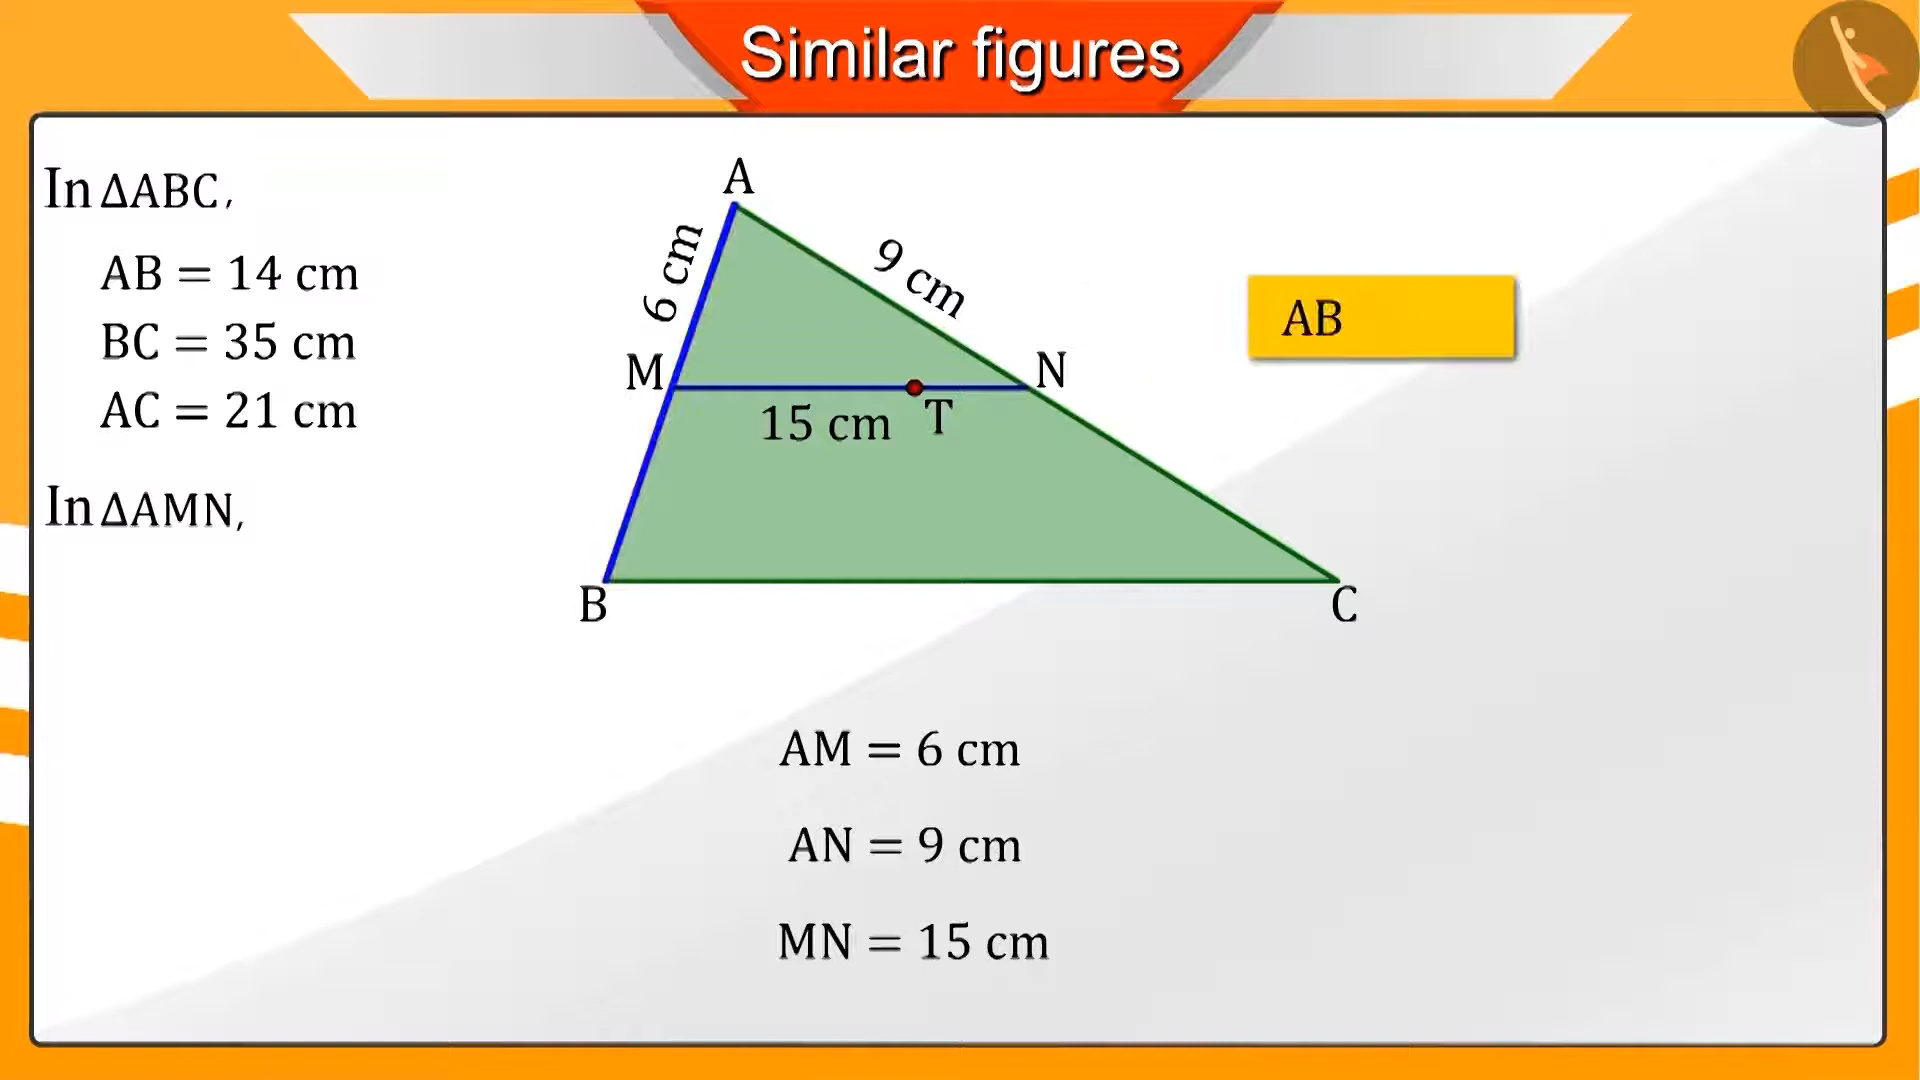 Similar figures
In ΔABC,
AB = 14 cm
BC = 35 cm
AC = 21 cm
In ΔAMN,
A
6 cm
9 cm
M
N
15 cm
T
B
C
AB
AM = 6 cm
AN = 9 cm
MN = 15 cm